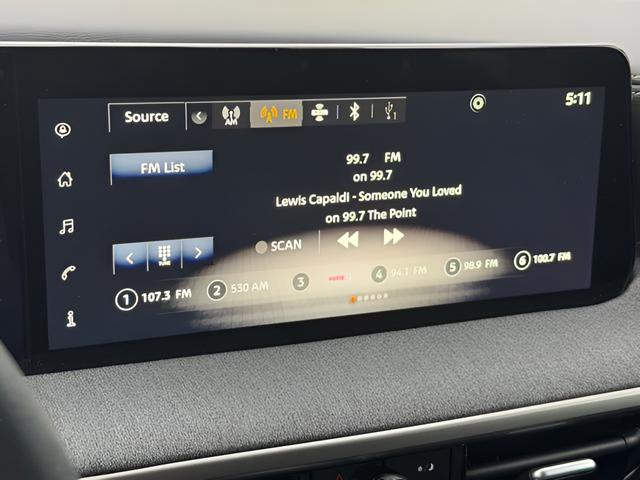 Source
AM
FM
1
5:11
FM List
99.7 FM
on 99.7
Lewis Capaldi - Someone You Loved
on 99.7 The Point
SCAN
TUNE
1 107.3 FM
2 530 AM
3
4 94.1 FM
5 98.9 FM
6 100.7 FM